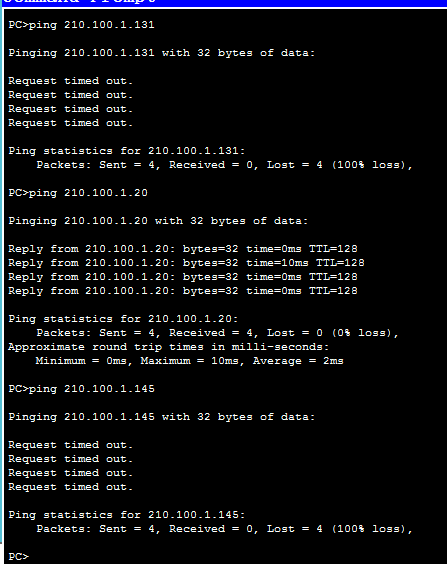 PC>ping 210.100.1.131
Pinging 210.100.1.131 with 32 bytes of data:
Request timed out.
Request timed out.
Request timed out.
Request timed out.
Ping statistics for 210.100.1.131:
Packets: Sent = 4, Received = 0, Lost = 4 (100% loss),
PC>ping 210.100.1.20
Pinging 210.100.1.20 with 32 bytes of data:
Reply from 210.100.1.20: bytes=32 time=0ms TTL=128
Reply from 210.100.1.20: bytes=32 time=10ms TTL=128
Reply from 210.100.1.20: bytes=32 time=0ms TTL=128
Reply from 210.100.1.20: bytes=32 time=0ms TTL=128
Ping statistics for 210.100.1.20:
Packets: Sent = 4, Received = 4, Lost = 0 (0% loss),
Approximate round trip times in milli-seconds:
Minimum = 0ms, Maximum = 10ms, Average = 2ms
PC>ping 210.100.1.145
Pinging 210.100.1.145 with 32 bytes of data:
Request timed out.
Request timed out.
Request timed out.
Request timed out.
Ping statistics for 210.100.1.145:
Packets: Sent = 4, Received = 0, Lost = 4 (100% loss),
PC>